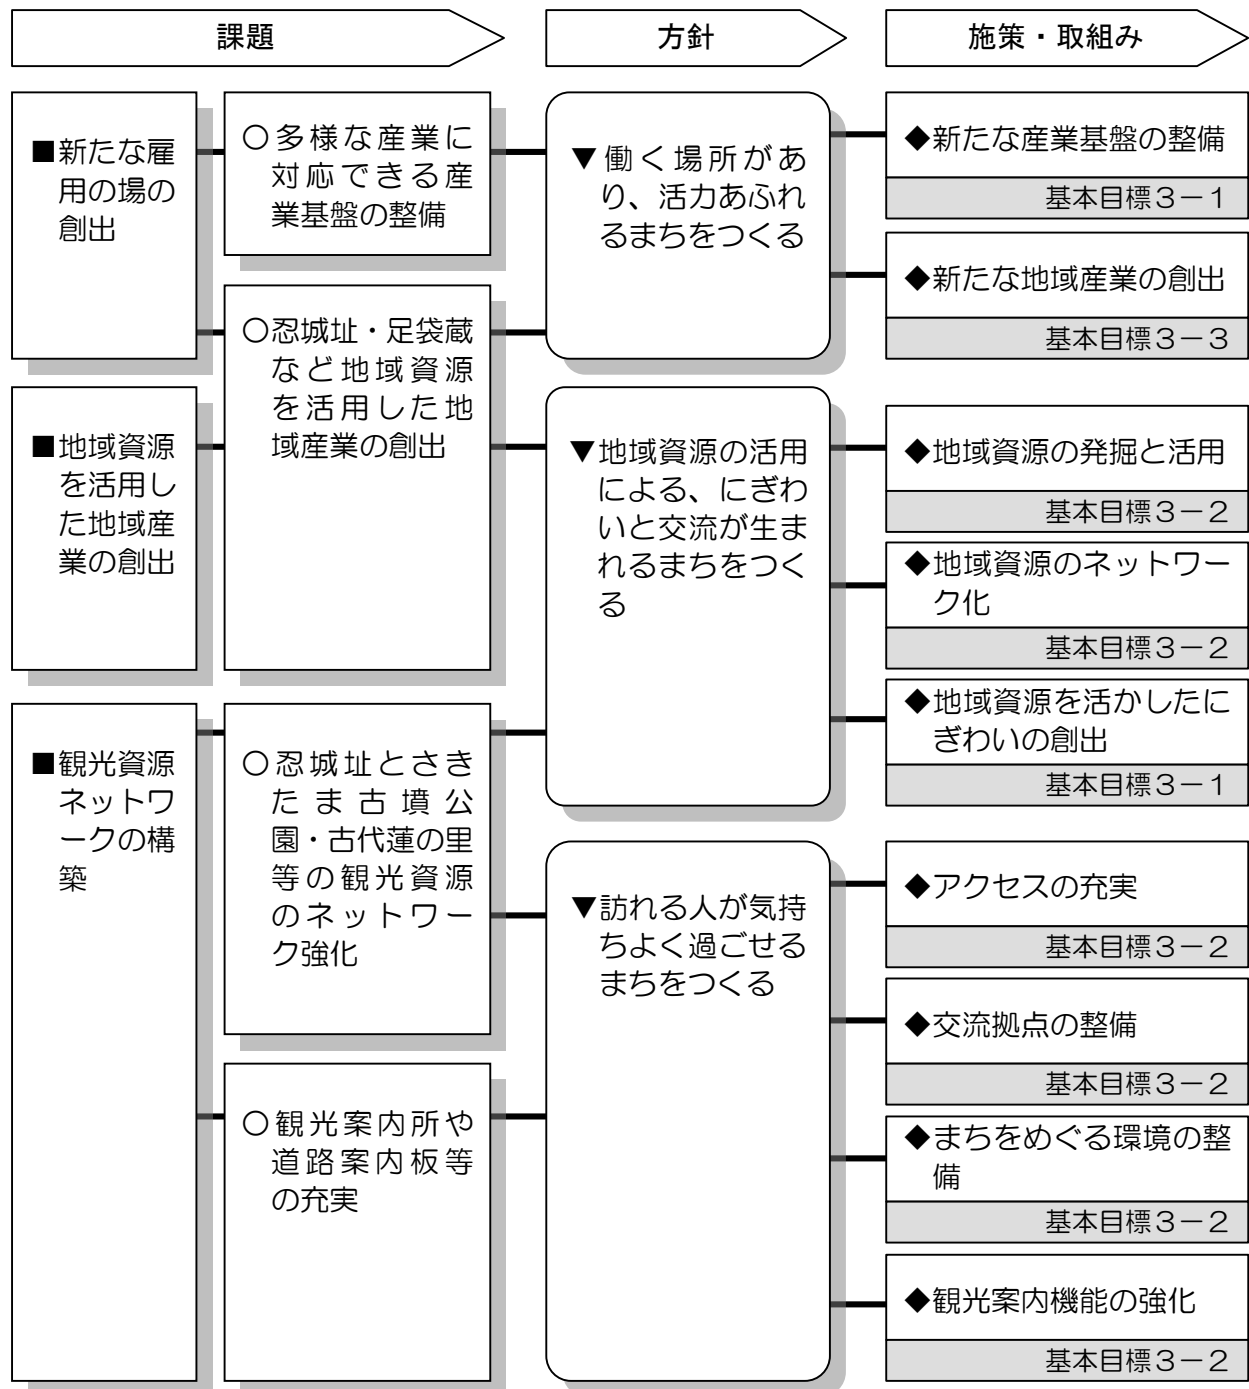 課題
方針
施策・取組み
■新たな雇
用の場の
創出
○多様な産業に
対応できる産
業基盤の整備
▼働く場所があ
り、活力あふれ
るまちをつくる
◆新たな産業基盤の整備
基本目標３－１
◆新たな地域産業の創出
基本目標３－３
○忍城址・足袋蔵
など地域資源
を活用した地
域産業の創出
■地域資源
を活用し
た地域産
業の創出
▼地域資源の活用
による、にぎわ
いと交流が生ま
れるまちをつく
る
◆地域資源の発掘と活用
基本目標３－２
◆地域資源のネットワー
ク化
基本目標３－２
◆地域資源を活かしたに
ぎわいの創出
基本目標３－１
■観光資源
ネットワ
ークの構
築
○忍城址とさき
たま古墳公
園・古代蓮の里
等の観光資源
のネットワー
ク強化
▼訪れる人が気持
ちよく過ごせる
まちをつくる
◆アクセスの充実
基本目標３－２
◆交流拠点の整備
基本目標３－２
○観光案内所や
道路案内板等
の充実
◆まちをめぐる環境の整
備
基本目標３－２
◆観光案内機能の強化
基本目標３－２